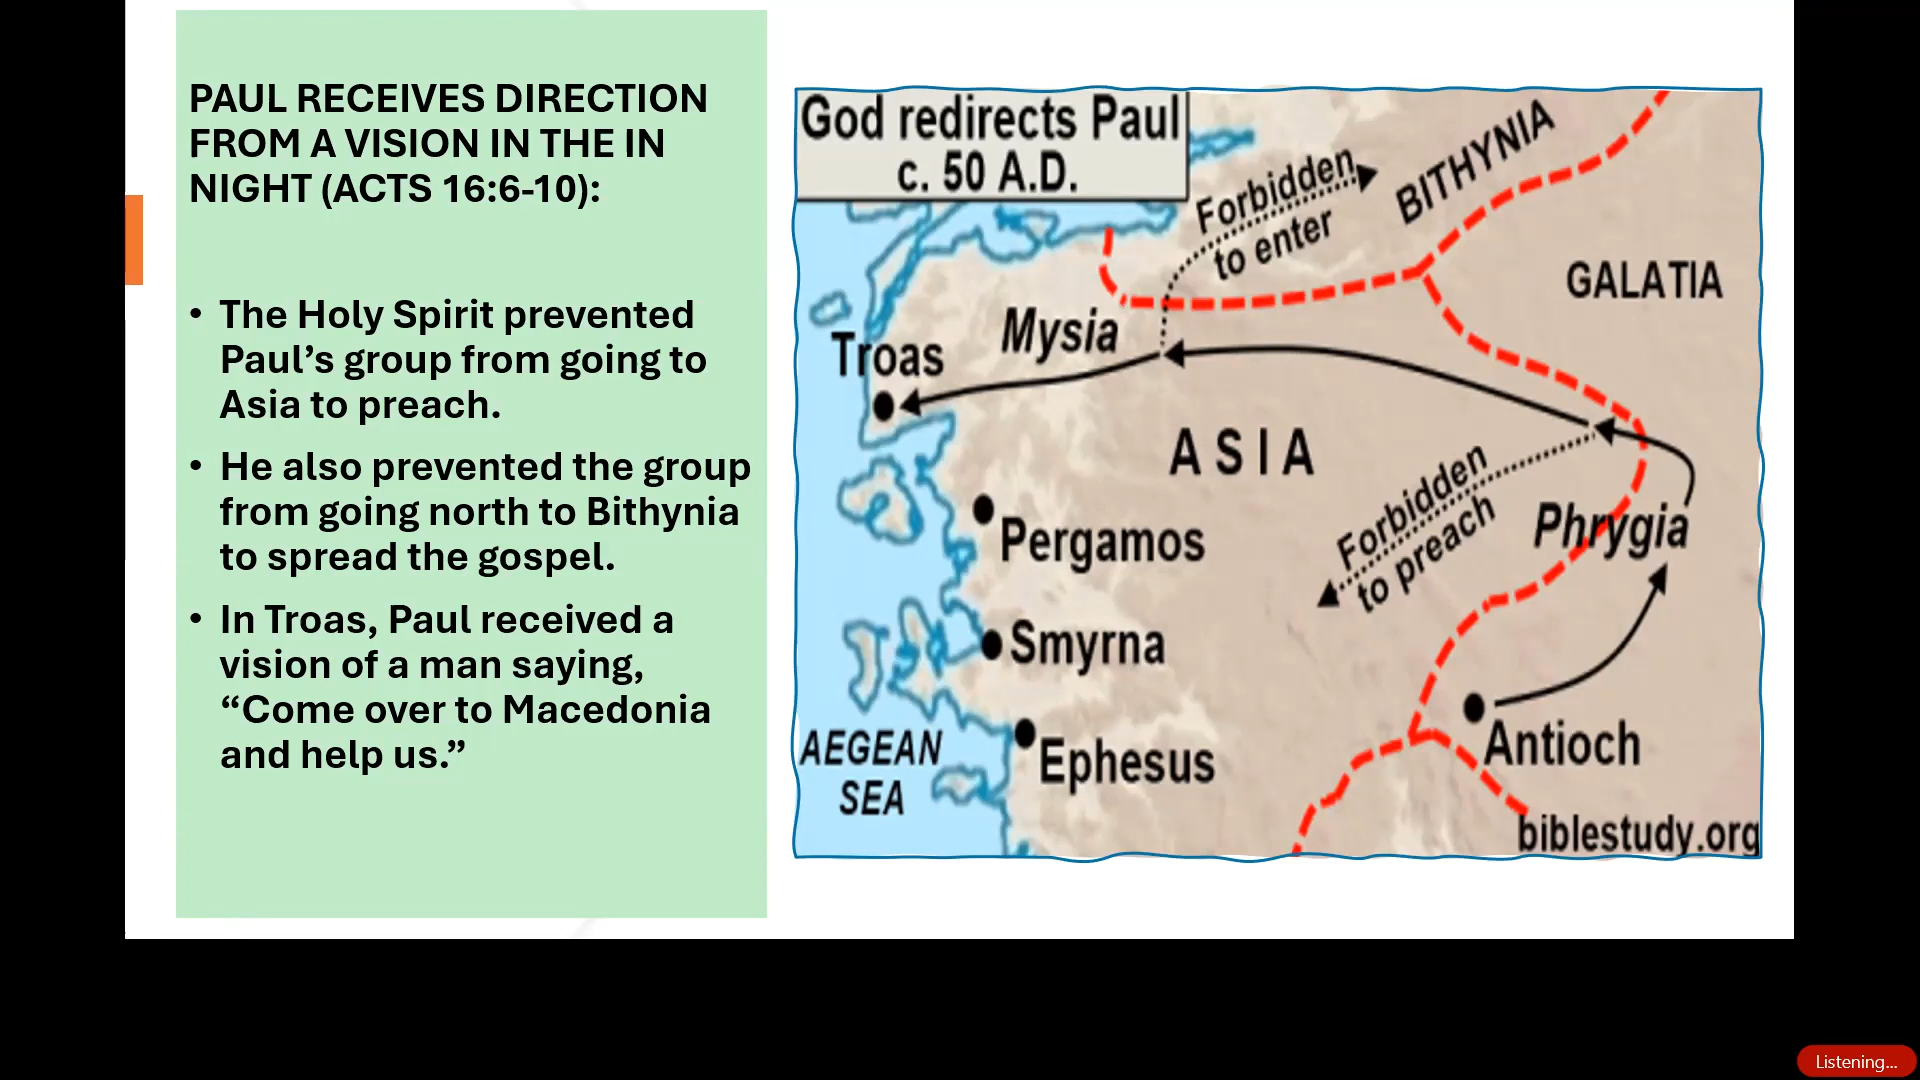 PAUL RECEIVES DIRECTION
FROM A VISION IN THE IN
NIGHT (ACTS 16:6-10):
• The Holy Spirit prevented
Paul’s group from going to
Asia to preach.
• He also prevented the group
from going north to Bithynia
to spread the gospel.
• In Troas, Paul received a
vision of a man saying,
“Come over to Macedonia
and help us.”
God redirects Paul
c. 50 A.D.
Forbidden
to enter
BITHYNIA
GALATIA
Mysia
Troas
ASIA
Forbidden
to preach
Phrygia
Pergamos
Smyrna
Antioch
AEGEAN
SEA
Ephesus
biblestudy.org
Listening...